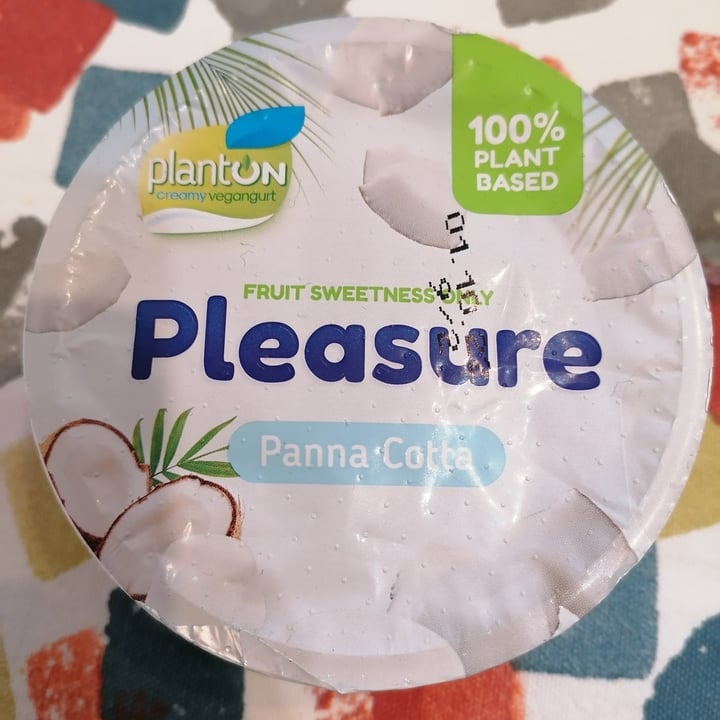 plantON
creamy vegangurt
100%
PLANT
BASED
FRUIT SWEETNESS ONLY
Pleasure
Panna Cotta